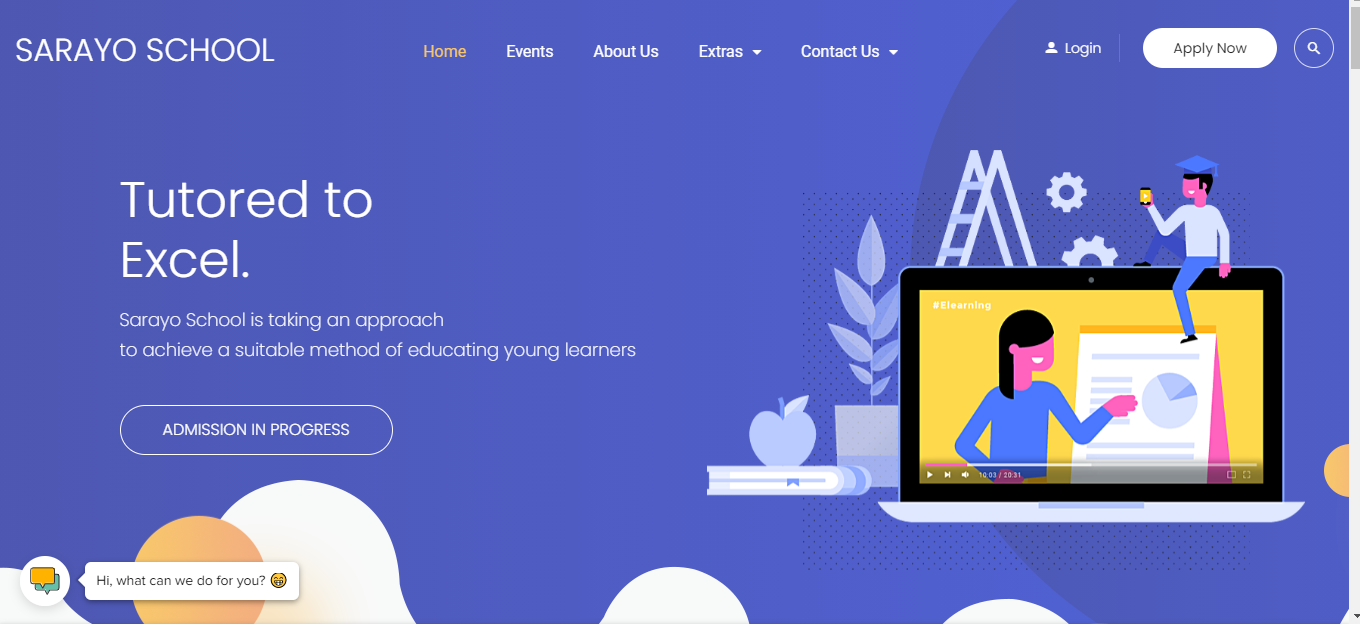 SARAYO SCHOOL
Home Events About Us Extras Contact Us
Login
Apply Now
Tutored to
Excel.
Sarayo School is taking an approach
to achieve a suitable method of educating young learners
ADMISSION IN PROGRESS
#Elearning
10:03 / 20:31
Hi, what can we do for you? 😁